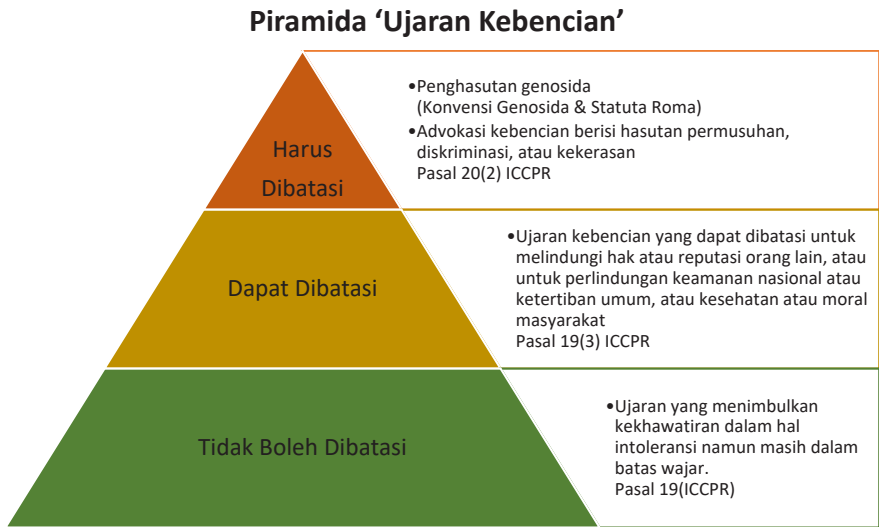 Piramida ‘Ujaran Kebencian’
Harus
Dibatasi
•Penghasutan genosida
(Konvensi Genosida & Statuta Roma)
•Advokasi kebencian berisi hasutan permusuhan,
diskriminasi, atau kekerasan
Pasal 20(2) ICCPR
Dapat Dibatasi
•Ujaran kebencian yang dapat dibatasi untuk
melindungi hak atau reputasi orang lain, atau
untuk perlindungan keamanan nasional atau
ketertiban umum, atau kesehatan atau moral
masyarakat
Pasal 19(3) ICCPR
Tidak Boleh Dibatasi
•Ujaran yang menimbulkan
kekhawatiran dalam hal
intoleransi namun masih dalam
batas wajar.
Pasal 19(ICCPR)